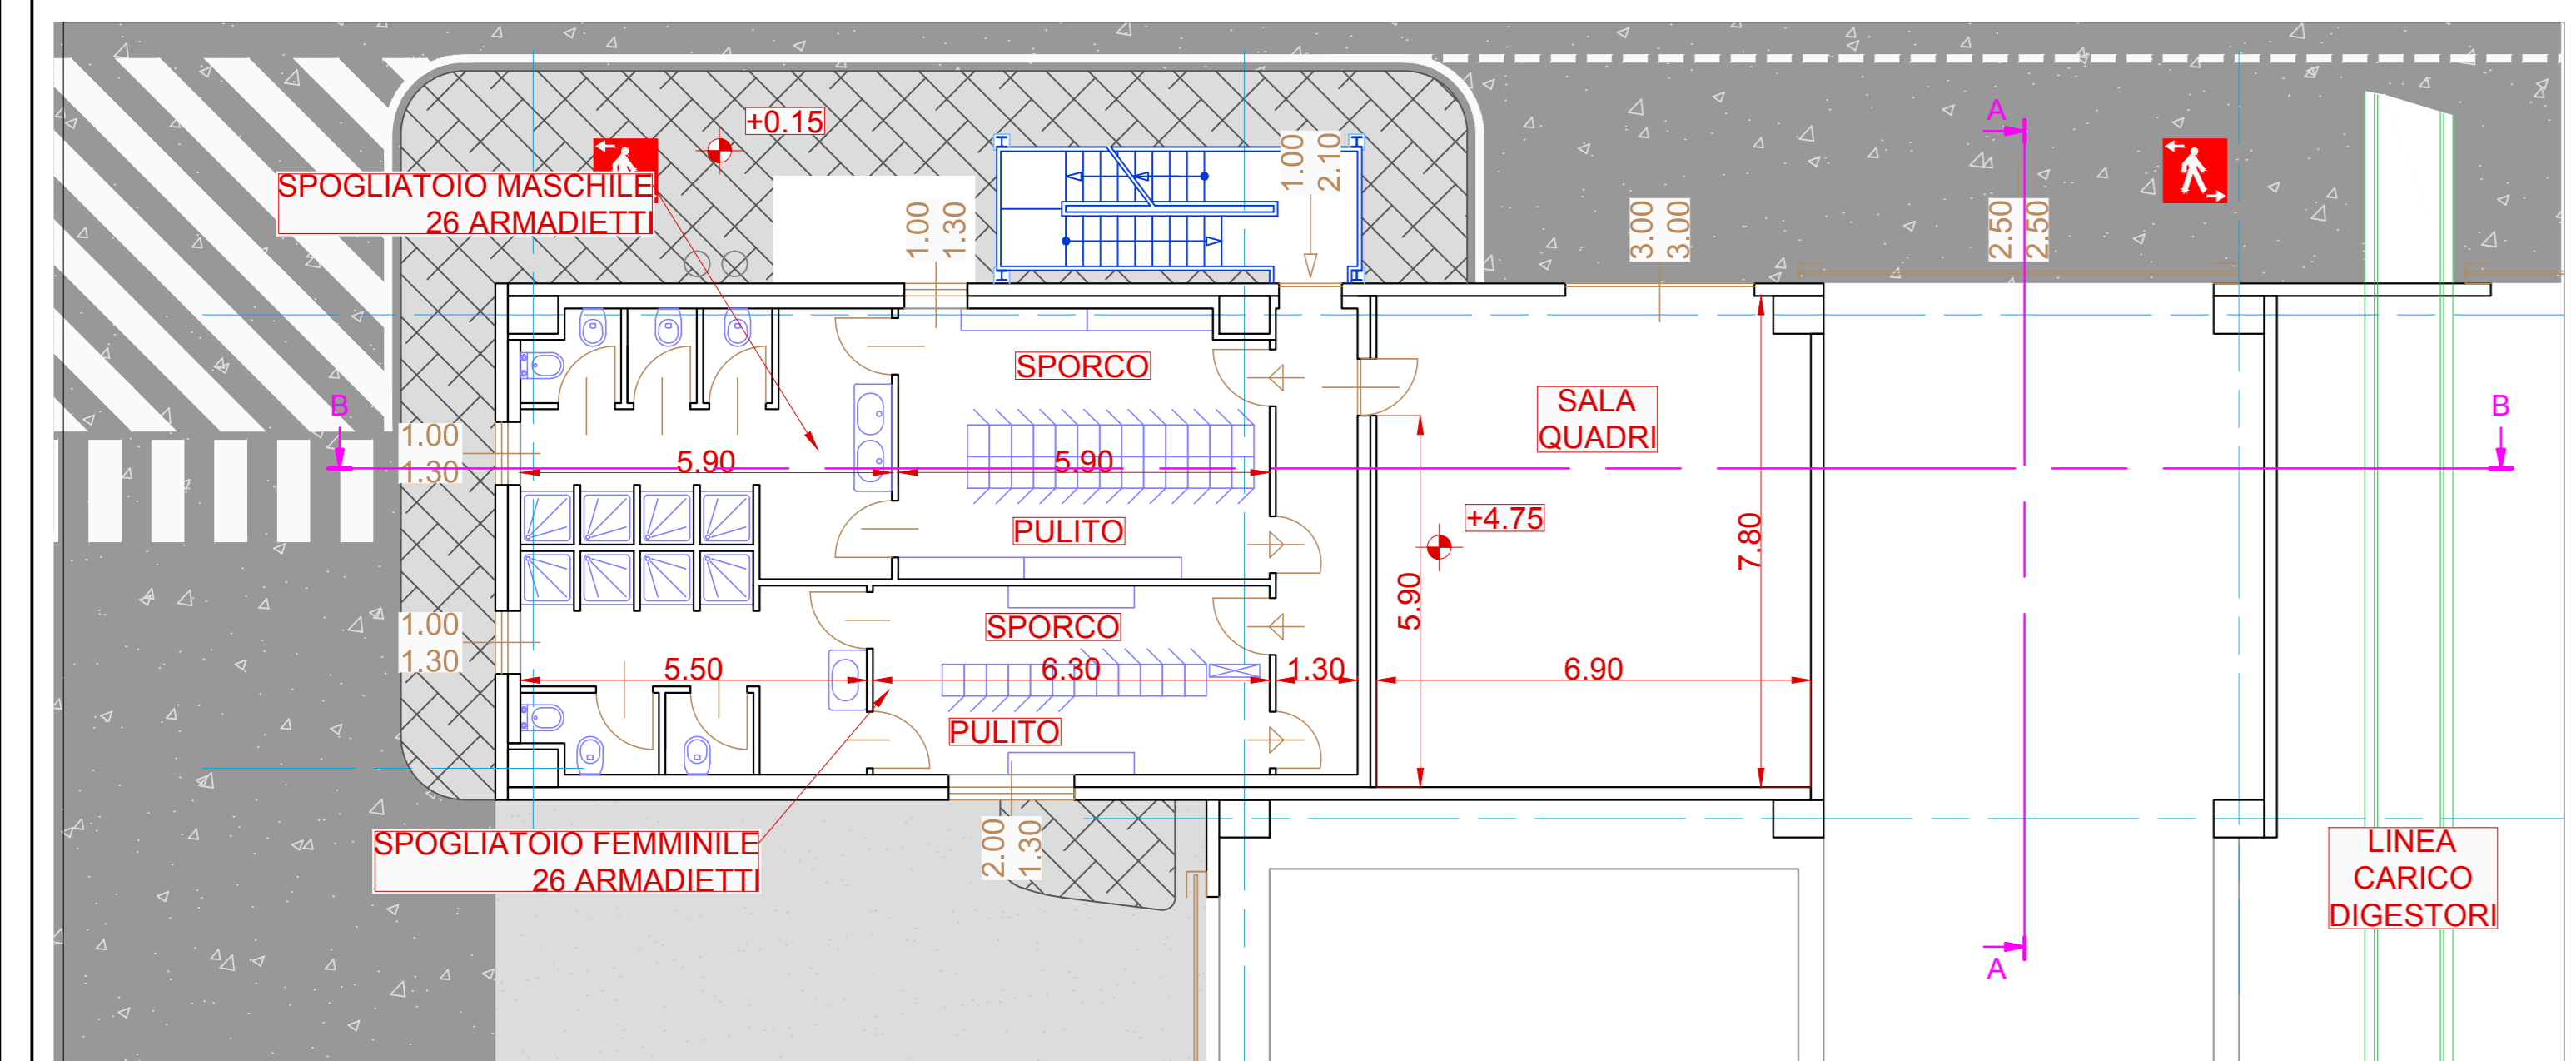 A
+0.15
1.00
2.10
SPOGLIATOIO MASCHILE
26 ARMADIETTI
1.00
1.30
3.00
3.00
2.50
2.50
SPORCO
SALA
QUADRI
B
B
1.00
1.30
5.90
5.90
PULITO
+4.75
7.80
5.90
1.00
1.30
SPORCO
5.50
6.30
1.30
6.90
PULITO
SPOGLIATOIO FEMMINILE
26 ARMADIETTI
2.00
1.30
LINEA
CARICO
DIGESTORI
A